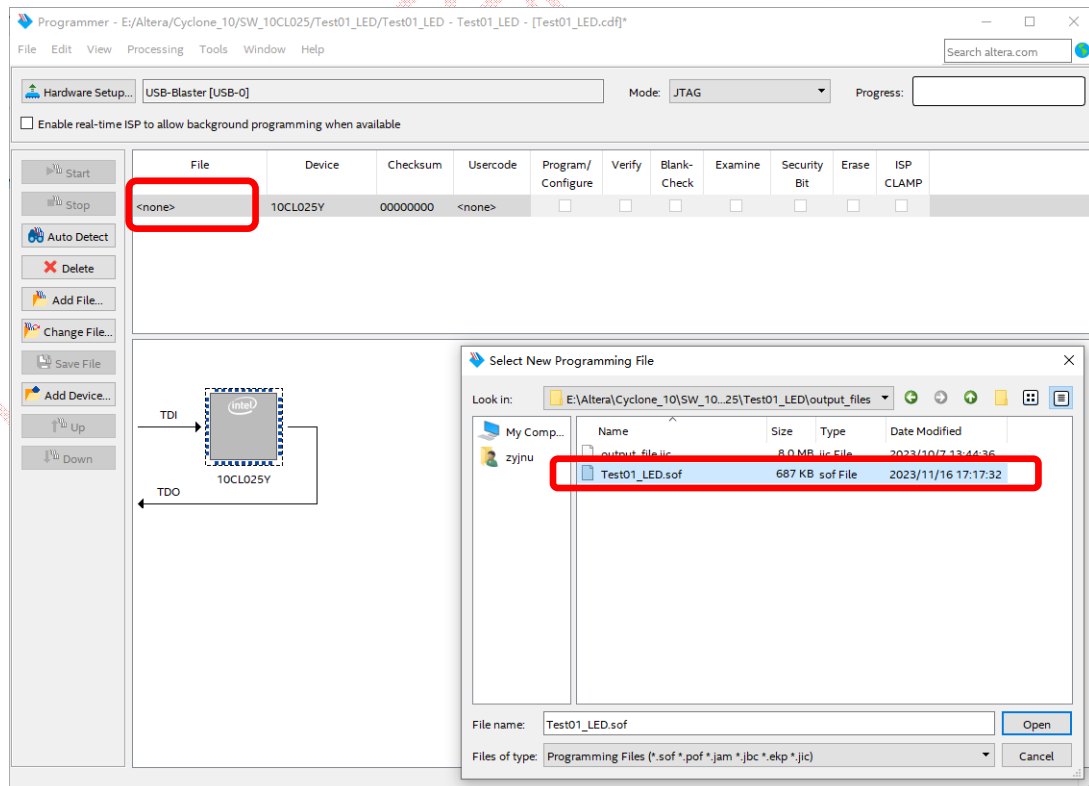 Programmer - E:/Altera/Cyclone_10/SW_10CL025/Test01_LED/Test01_LED - Test01_LED - [Test01_LED.cdf]*
File Edit View Processing Tools Window Help
Search altera.com
Hardware Setup... USB-Blaster [USB-0] Mode: JTAG Progress:
Enable real-time ISP to allow background programming when available
Start
Stop
Auto Detect
Delete
Add File...
Change File...
Save File
Add Device...
Up
Down
File Device Checksum Usercode Program/ Verify Blank- Examine Security Erase ISP
Configure Check Bit CLAMP
<none> 10CL025Y 00000000 <none>
TDI
intel
10CL025Y
TDO
Select New Programming File
Look in: E:\Altera\Cyclone_10\SW_10...25\Test01_LED\output_files
My Comp...
zyjnu
Name Size Type Date Modified
output_file.jic 8.0 MB jic File 2023/10/7 13:44:36
Test01_LED.sof 687 KB sof File 2023/11/16 17:17:32
File name: Test01_LED.sof Open
Files of type: Programming Files (*.sof *.pof *.jam *.jbc *.ekp *.jic) Cancel